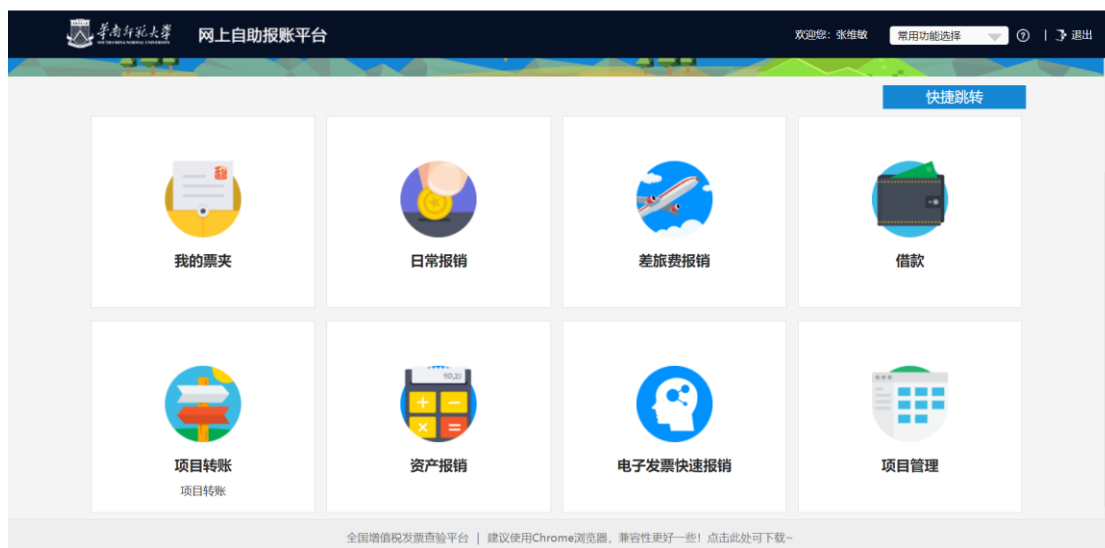 华南师范大学 网上自助报账平台 欢迎您：张维敏 常用功能选择 ? | 退出
SOUTH CHINA NORMAL UNIVERSITY
快捷跳转
我的票夹 日常报销 差旅费报销 借款
项目转账 资产报销 电子发票快速报销 项目管理
项目转账
全国增值税发票查验平台 | 建议使用Chrome浏览器，兼容性更好一些！点击此处可下载~